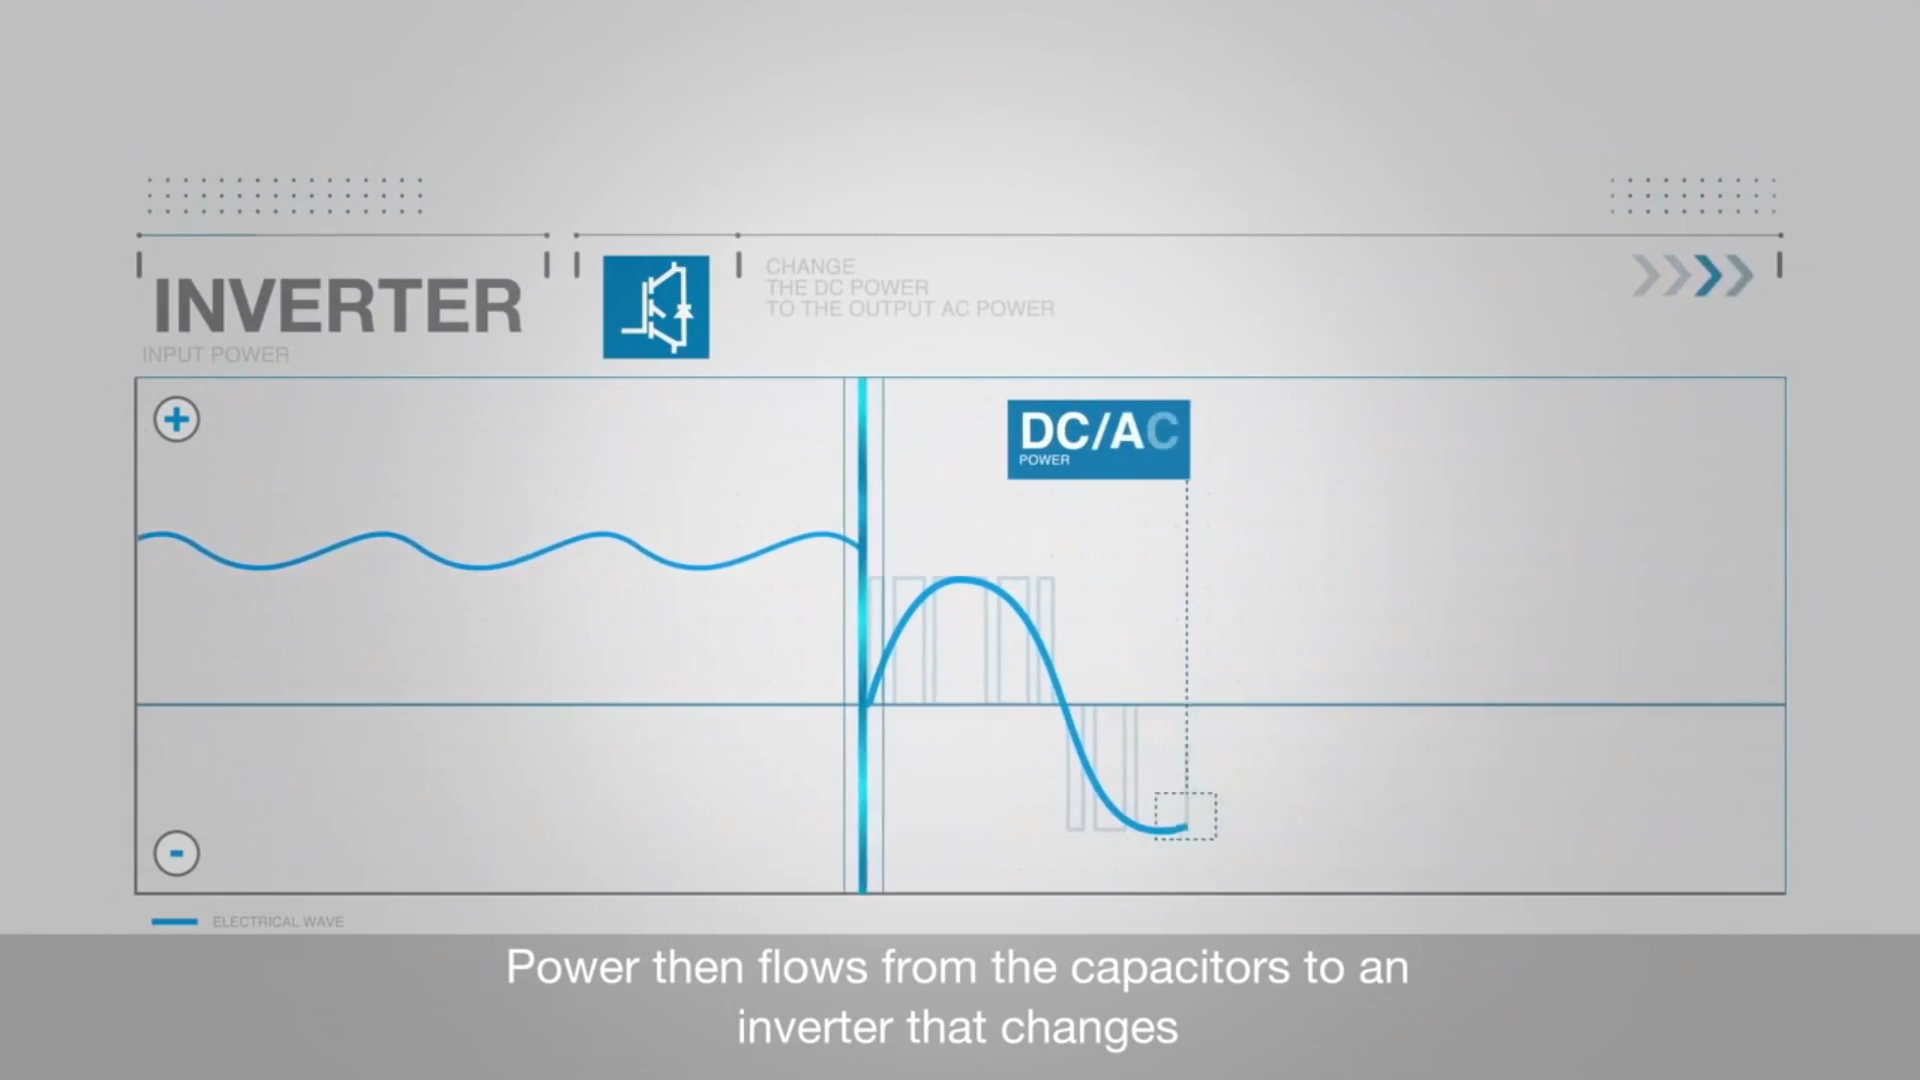 INVERTER
INPUT POWER
CHANGE
THE DC POWER
TO THE OUTPUT AC POWER
+
DC/AC
POWER
-
ELECTRICAL WAVE
Power then flows from the capacitors to an
inverter that changes